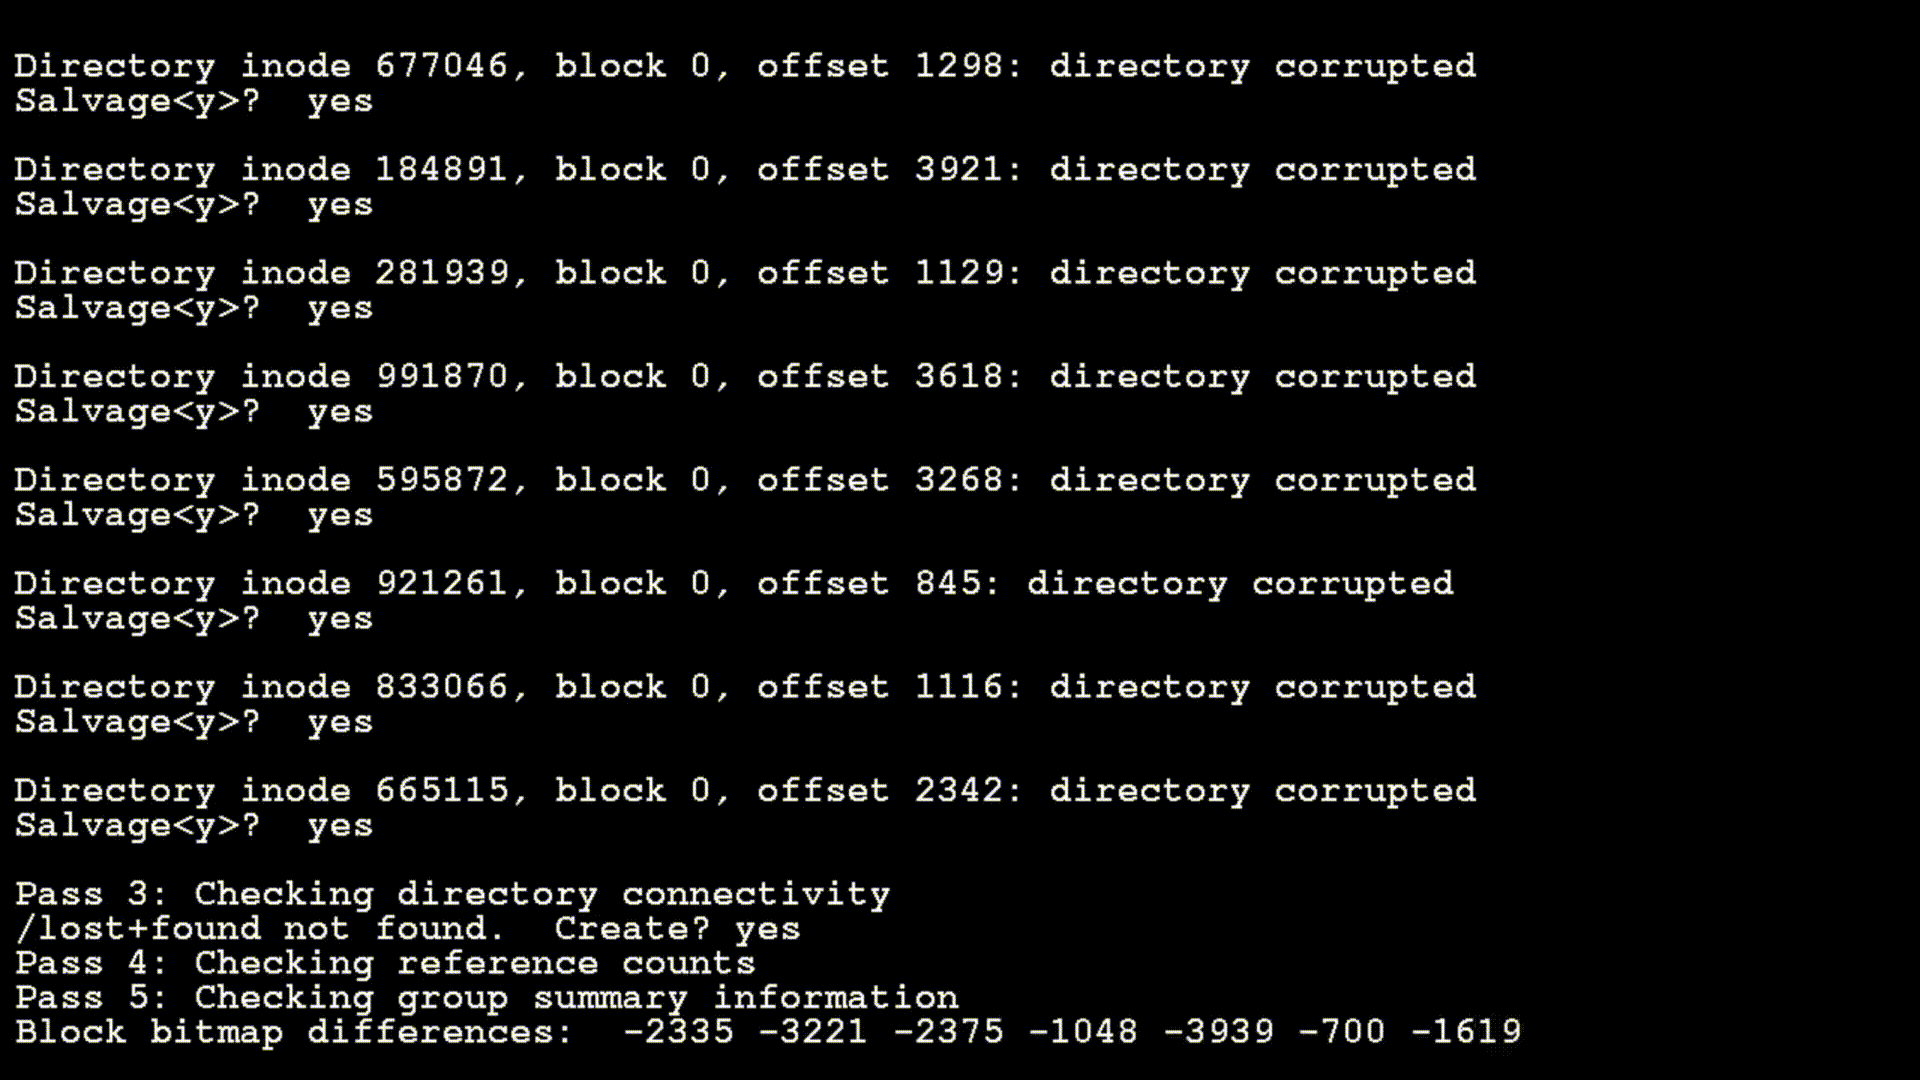 Directory inode 677046, block 0, offset 1298: directory corrupted
Salvage<y>?  yes
Directory inode 184891, block 0, offset 3921: directory corrupted
Salvage<y>?  yes
Directory inode 281939, block 0, offset 1129: directory corrupted
Salvage<y>?  yes
Directory inode 991870, block 0, offset 3618: directory corrupted
Salvage<y>?  yes
Directory inode 595872, block 0, offset 3268: directory corrupted
Salvage<y>?  yes
Directory inode 921261, block 0, offset 845: directory corrupted
Salvage<y>?  yes
Directory inode 833066, block 0, offset 1116: directory corrupted
Salvage<y>?  yes
Directory inode 665115, block 0, offset 2342: directory corrupted
Salvage<y>?  yes
Pass 3: Checking directory connectivity
/lost+found not found.  Create? yes
Pass 4: Checking reference counts
Pass 5: Checking group summary information
Block bitmap differences:  -2335 -3221 -2375 -1048 -3939 -700 -1619